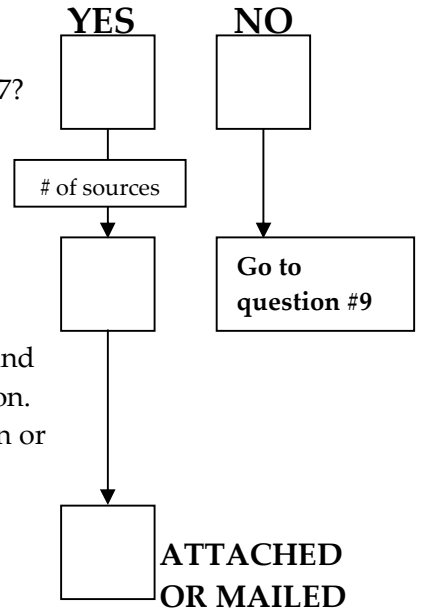 YES NO
7?
# of sources
Go to
question #9
nd
on.
n or
ATTACHED
OR MAILED